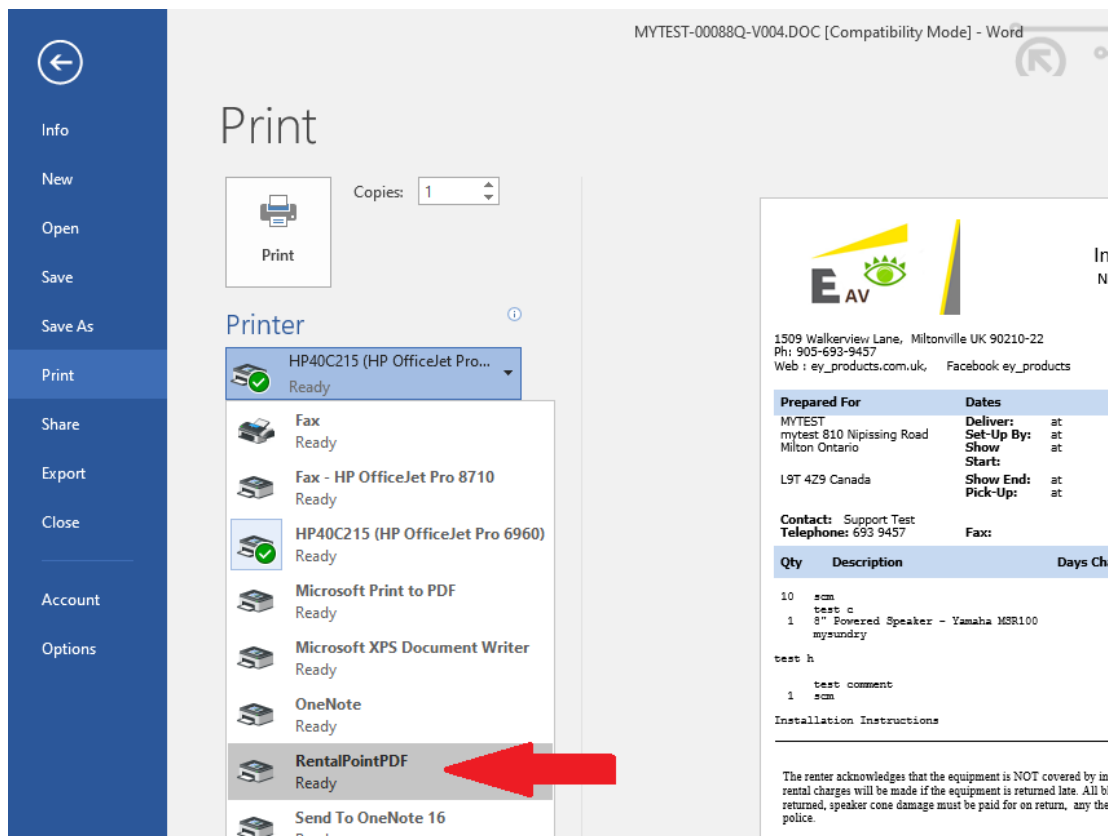 MYTEST-00088Q-V004.DOC [Compatibility Mode] - Word
Info
New
Open
Save
Save As
Print
Share
Export
Close
Account
Options
Print
Print
Copies: 1
Printer
HP40C215 (HP OfficeJet Pro...
Ready
Fax
Ready
Fax - HP OfficeJet Pro 8710
Ready
HP40C215 (HP OfficeJet Pro 6960)
Ready
Microsoft Print to PDF
Ready
Microsoft XPS Document Writer
Ready
OneNote
Ready
RentalPointPDF
Ready
Send To OneNote 16
E AV
1509 Walkerview Lane, Miltonville UK 90210-22
Ph: 905-693-9457
Web : ey_products.com.uk, Facebook ey_products
Prepared For Dates
MYTEST Deliver: at
mytest 810 Nipissing Road Set-Up By: at
Milton Ontario Show at
Start:
L9T 4Z9 Canada Show End: at
Pick-Up: at
Contact: Support Test
Telephone: 693 9457 Fax:
Qty Description Days
10 scm
test c
1 8" Powered Speaker - Yamaha MSR100
mysundry
test h
test comment
1 scm
Installation Instructions
The renter acknowledges that the equipment is NOT covered by
rental charges will be made if the equipment is returned late. All
returned, speaker cone damage must be paid for on return, any
police.